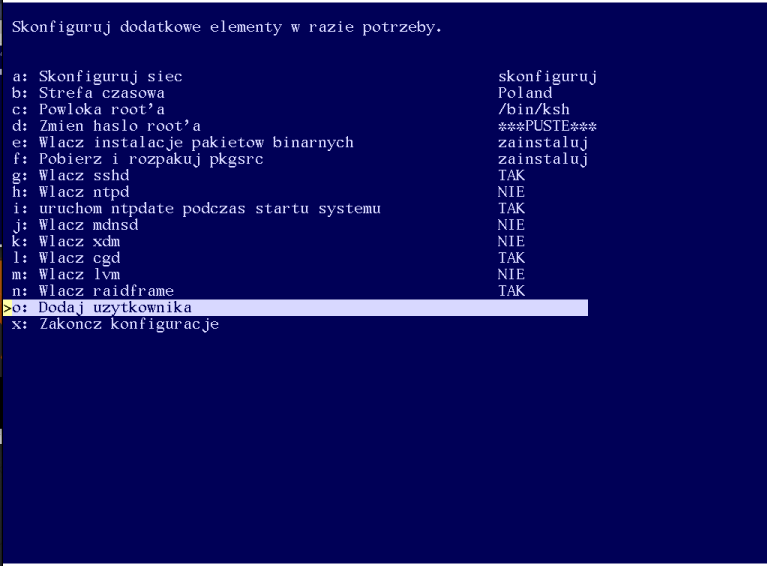 Skonfiguruj dodatkowe elementy w razie potrzeby.
a: Skonfiguruj siec skonfiguruj
b: Strefa czasowa Poland
c: Powloka root'a /bin/ksh
d: Zmien haslo root'a ***PUSTE***
e: Wlacz instalacje pakietow binarnych zainstaluj
f: Pobierz i rozpakuj pkgsrc zainstaluj
g: Wlacz sshd TAK
h: Wlacz ntpd NIE
i: uruchom ntpdate podczas startu systemu TAK
j: Wlacz mdnsd NIE
k: Wlacz xdm NIE
l: Wlacz cgd TAK
m: Wlacz lvm NIE
n: Wlacz raidframe TAK
>o: Dodaj uzytkownika
x: Zakoncz konfiguracje